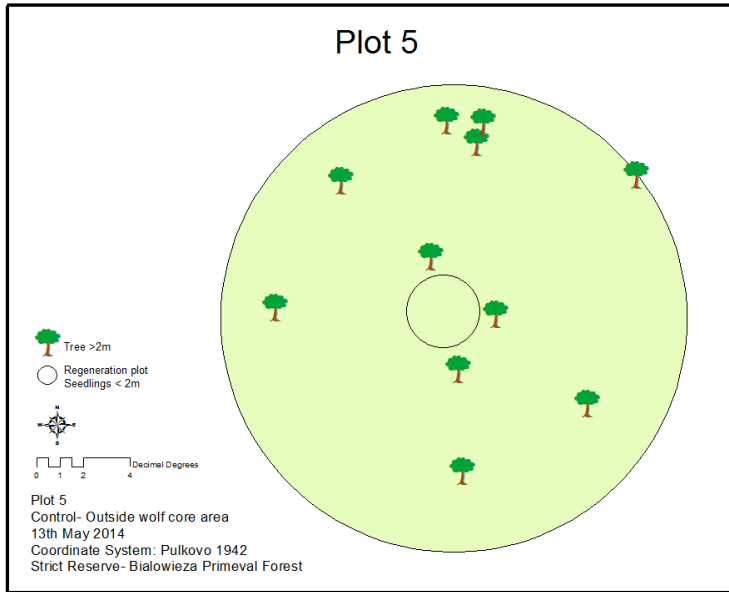 Plot 5
Tree >2m
Regeneration plot
Seedlings < 2m
N
W E
S
Decimal Degrees
0 1 2 4
Plot 5
Control- Outside wolf core area
13th May 2014
Coordinate System: Pulkovo 1942
Strict Reserve- Bialowieza Primeval Forest